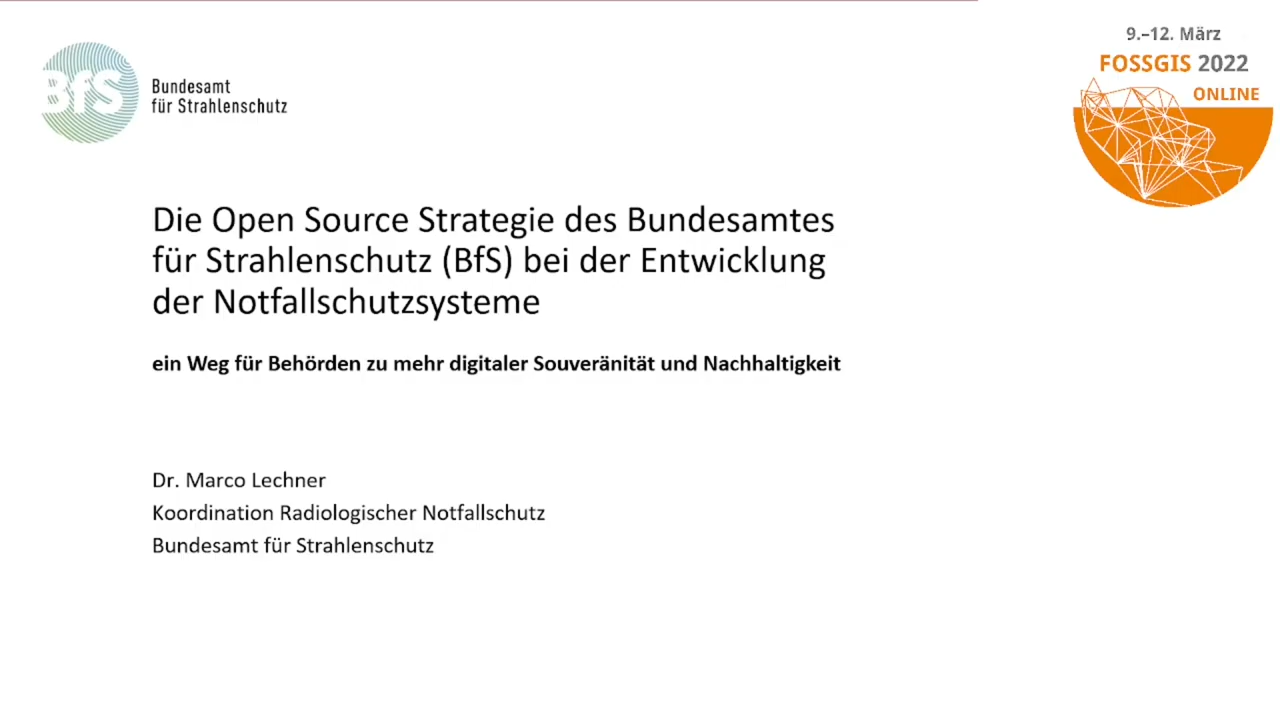 BfS
Bundesamt
für Strahlenschutz
9.–12. März
FOSSGIS 2022
ONLINE
Die Open Source Strategie des Bundesamtes
für Strahlenschutz (BfS) bei der Entwicklung
der Notfallschutzsysteme
ein Weg für Behörden zu mehr digitaler Souveränität und Nachhaltigkeit
Dr. Marco Lechner
Koordination Radiologischer Notfallschutz
Bundesamt für Strahlenschutz